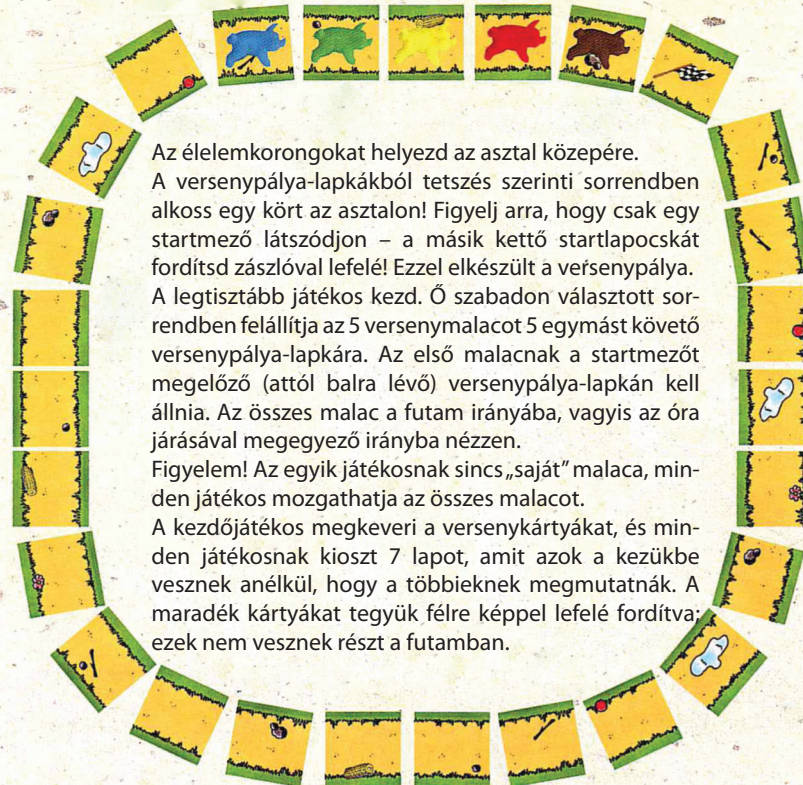 Az élelemkorongokat helyezd az asztal közepére.
A versenypálya-lapkákból tetszés szerinti sorrendben
alkoss egy kört az asztalon! Figyelj arra, hogy csak egy
startmező látszódjon – a másik kettő startlapocskát
fordítsd zászlóval lefelé! Ezzel elkészült a versenypálya.
A legtisztább játékos kezd. Ő szabadon választott sor-
rendben felállítja az 5 versenymalacot 5 egymást követő
versenypálya-lapkára. Az első malacnak a startmezőt
megelőző (attól balra lévő) versenypálya-lapkán kell
állnia. Az összes malac a futam irányába, vagyis az óra
járásával megegyező irányba nézzen.
Figyelem! Az egyik játékosnak sincs „saját” malaca, min-
den játékos mozgathatja az összes malacot.
A kezdőjátékos megkeveri a versenykártyákat, és min-
den játékosnak kioszt 7 lapot, amit azok a kezükbe
vesznek anélkül, hogy a többieknek megmutatnák. A
maradék kártyákat tegyük félre képpel lefelé fordítva;
ezek nem vesznek részt a futamban.